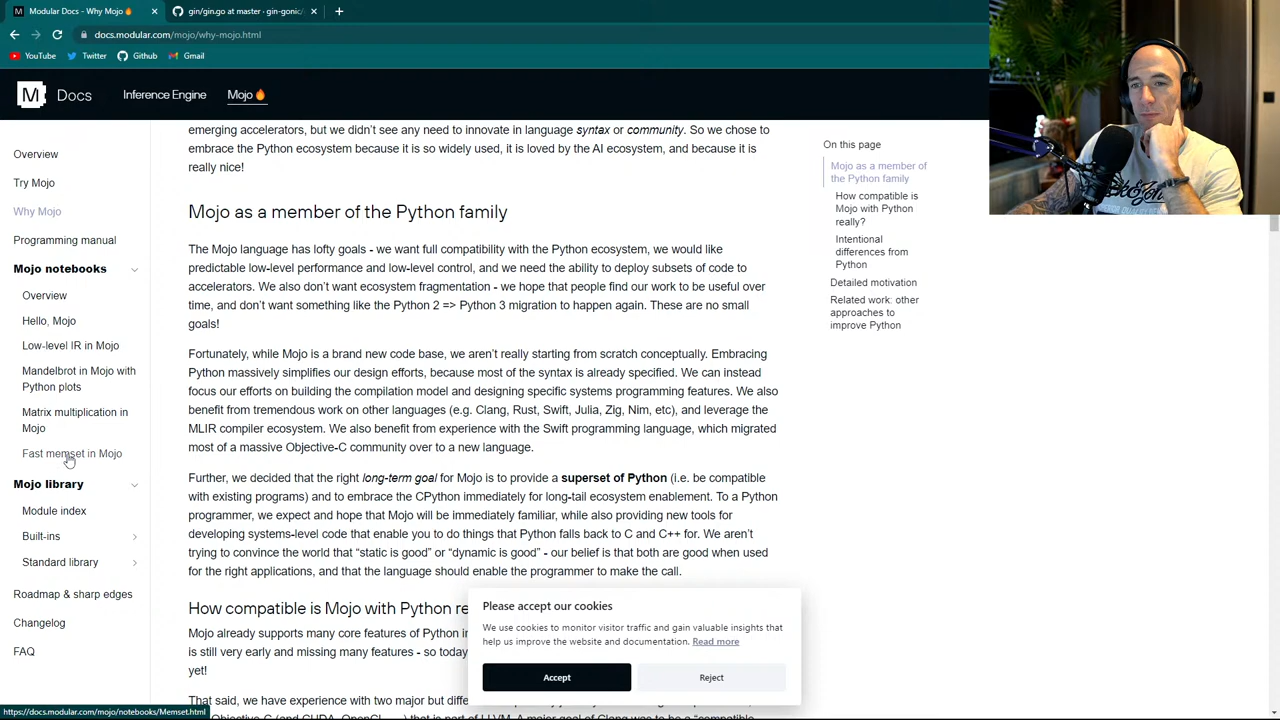 Modular Docs - Why Mojo🔥
gin/gin.go at master · gin-gonic/
docs.modular.com/mojo/why-mojo.html
YouTube
Twitter
Github
Gmail
M
Docs
Inference Engine
Mojo🔥
Overview
Try Mojo
Why Mojo
Programming manual
Mojo notebooks
Overview
Hello, Mojo
Low-level IR in Mojo
Mandelbrot in Mojo with
Python plots
Matrix multiplication in
Mojo
Fast memset in Mojo
Mojo library
Module index
Built-ins
Standard library
Roadmap & sharp edges
Changelog
FAQ
emerging accelerators, but we didn't see any need to innovate in language syntax or community. So we chose to
embrace the Python ecosystem because it is so widely used, it is loved by the AI ecosystem, and because it is
really nice!
Mojo as a member of the Python family
The Mojo language has lofty goals - we want full compatibility with the Python ecosystem, we would like
predictable low-level performance and low-level control, and we need the ability to deploy subsets of code to
accelerators. We also don't want ecosystem fragmentation - we hope that people find our work to be useful over
time, and don't want something like the Python 2 => Python 3 migration to happen again. These are no small
goals!
Fortunately, while Mojo is a brand new code base, we aren't really starting from scratch conceptually. Embracing
Python massively simplifies our design efforts, because most of the syntax is already specified. We can instead
focus our efforts on building the compilation model and designing specific systems programming features. We also
benefit from tremendous work on other languages (e.g. Clang, Rust, Swift, Julia, Zig, Nim, etc), and leverage the
MLIR compiler ecosystem. We also benefit from experience with the Swift programming language, which migrated
most of a massive Objective-C community over to a new language.
Further, we decided that the right long-term goal for Mojo is to provide a superset of Python (i.e. be compatible
with existing programs) and to embrace the CPython immediately for long-tail ecosystem enablement. To a Python
programmer, we expect and hope that Mojo will be immediately familiar, while also providing new tools for
developing systems-level code that enable you to do things that Python falls back to C and C++ for. We aren't
trying to convince the world that “static is good” or “dynamic is good” - our belief is that both are good when used
for the right applications, and that the language should enable the programmer to make the call.
How compatible is Mojo with Python re
Mojo already supports many core features of Python in
is still very early and missing many features - so today
yet!
That said, we have experience with two major but diffe
On this page
Mojo as a member of
the Python family
How compatible is
Mojo with Python
really?
Intentional
differences from
Python
Detailed motivation
Related work: other
approaches to
improve Python
Please accept our cookies
We use cookies to monitor visitor traffic and gain valuable insights that
help us improve the website and documentation. Read more
Accept
Reject
https://docs.modular.com/mojo/notebooks/Memset.html